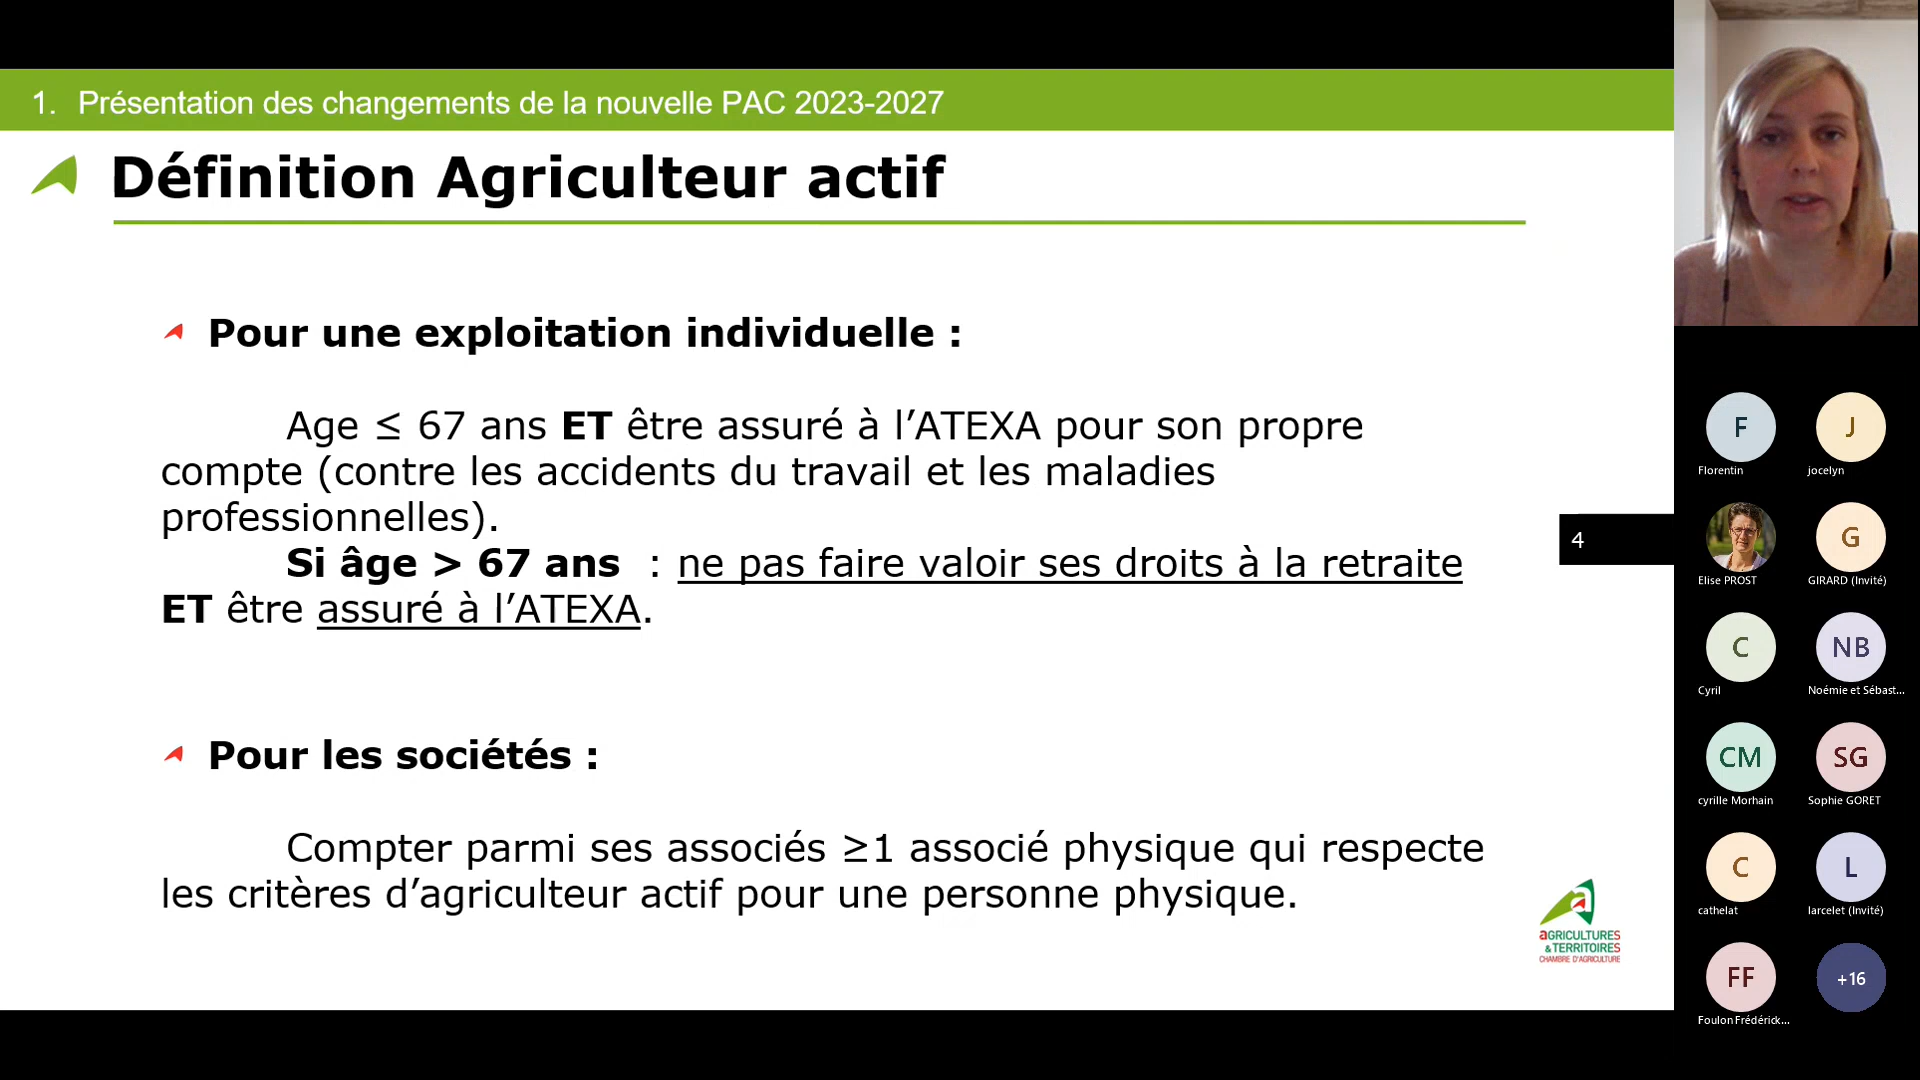 1. Présentation des changements de la nouvelle PAC 2023-2027
Définition Agriculteur actif
Pour une exploitation individuelle :
Age ≤ 67 ans ET être assuré à l’ATEXA pour son propre
compte (contre les accidents du travail et les maladies
professionnelles).
Si âge > 67 ans : ne pas faire valoir ses droits à la retraite
ET être assuré à l’ATEXA.
Pour les sociétés :
Compter parmi ses associés ≥1 associé physique qui respecte
les critères d’agriculteur actif pour une personne physique.
aGRICULTURES
& TERRITOIRES
CHAMBRE D’AGRICULTURE
4
F
Florentin
J
jocelyn
Elise PROST
G
GIRARD (Invité)
C
Cyril
NB
Noémie et Sébast...
CM
cyrille Morhain
SG
Sophie GORET
C
cathelat
L
larcelet (Invité)
FF
Foulon Frédérick...
+16